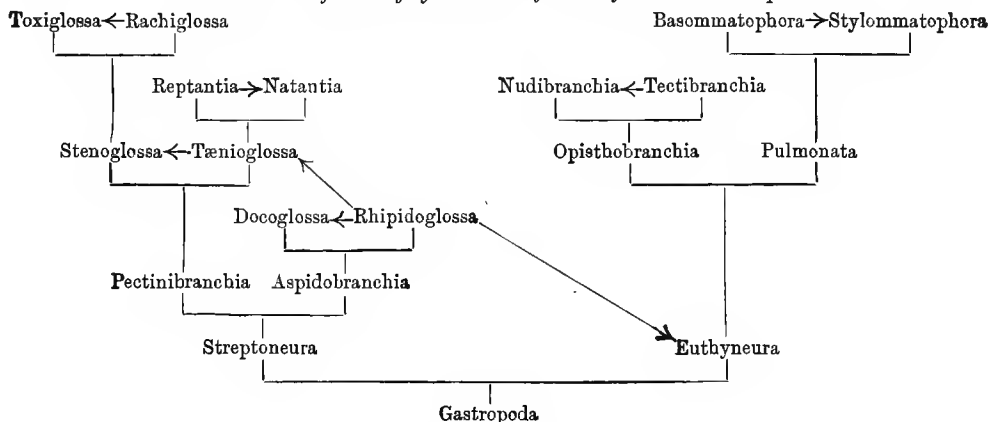 Toxiglossa←Rachiglossa Basommatophora→Stylommatophora
Reptantia→Natantia Nudibranchia←Tectibranchia
Stenoglossa←Tænioglossa Opisthobranchia Pulmonata
Docoglossa←Rhipidoglossa
Pectinibranchia Aspidobranchia
Streptoneura Euthyneura
Gastropoda